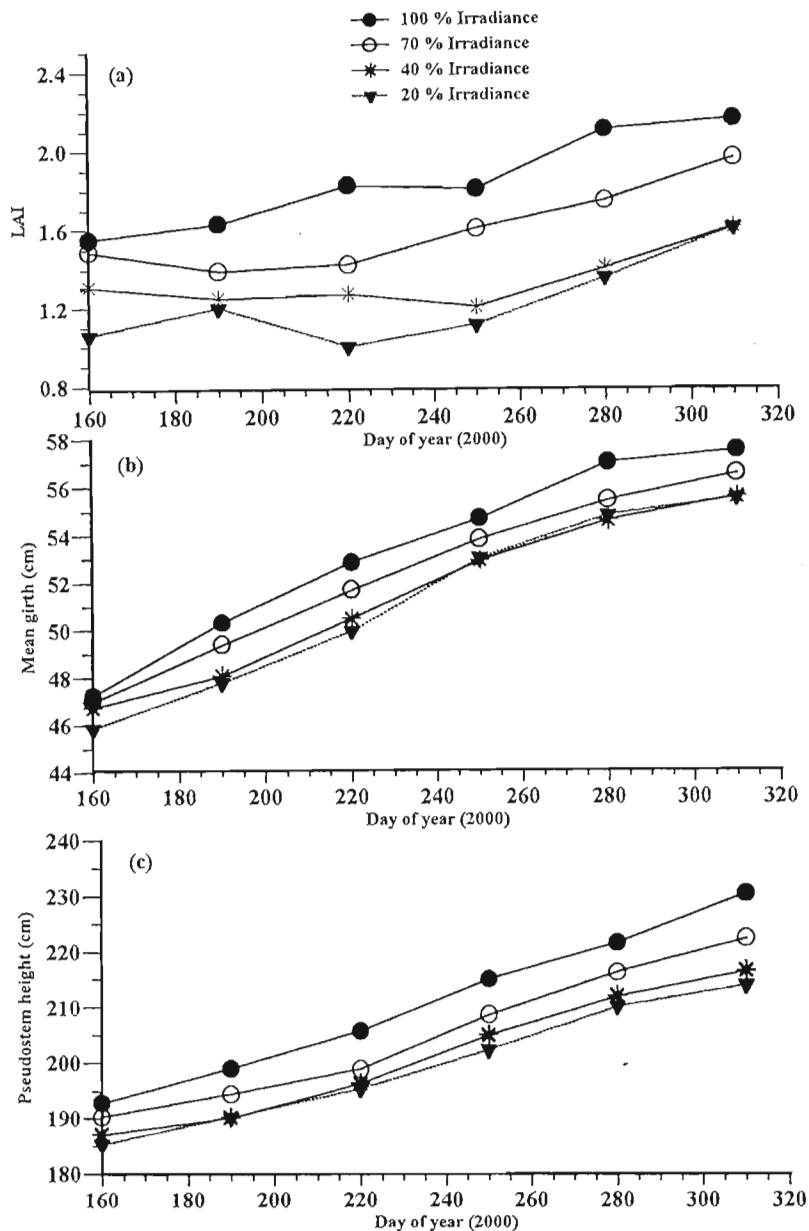 100 % Irradiance
70 % Irradiance
40 % Irradiance
20 % Irradiance
(a)
LAI
2.4
2.0
1.6
1.2
0.8
160 180 200 220 240 260 280 300 320
Day of year (2000)
(b)
Mean girth (cm)
58
56
54
52
50
48
46
44
160 180 200 220 240 260 280 300 320
Day of year (2000)
(c)
Pseudostem height (cm)
240
230
220
210
200
190
180
160 180 200 220 240 260 280 300 320
Day of year (2000)